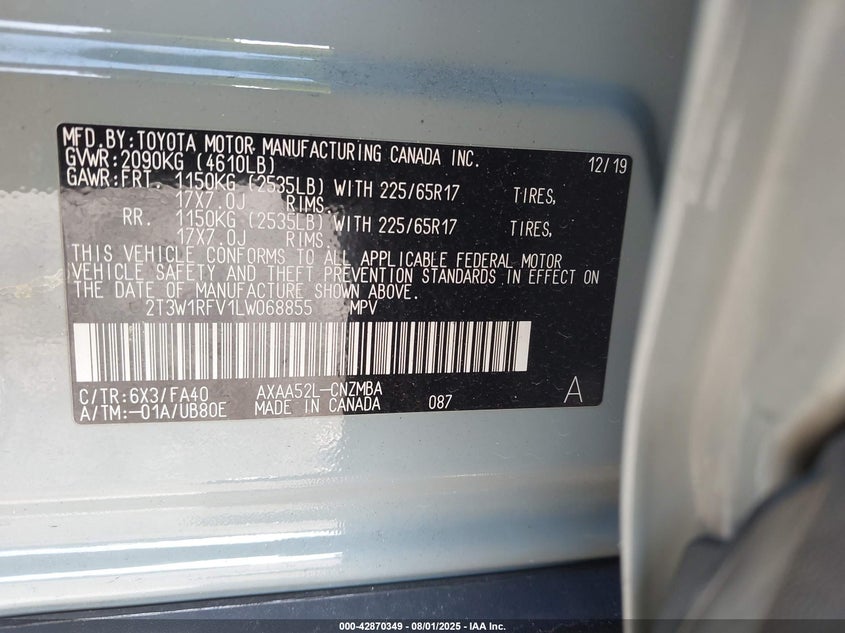 MFD.BY:TOYOTA MOTOR MANUFACTURING CANADA INC. 12/19
GVWR:2090KG (4610LB)
GAWR:FRT. 1150KG (2535LB) WITH 225/65R17 TIRES,
17X7.0J RIMS.
RR. 1150KG (2535LB) WITH 225/65R17 TIRES,
17X7.0J RIMS.
THIS VEHICLE CONFORMS TO ALL APPLICABLE FEDERAL MOTOR
VEHICLE SAFETY AND THEFT PREVENTION STANDARDS IN EFFECT ON
THE DATE OF MANUFACTURE SHOWN ABOVE.
2T3W1RFV1LW068855 MPV
C/TR:6X3/FA40 AXAA52L-CNZMBA A
A/TM:-01A/UB80E MADE IN CANADA 087
000-42870349 - 08/01/2025 - IAA Inc.